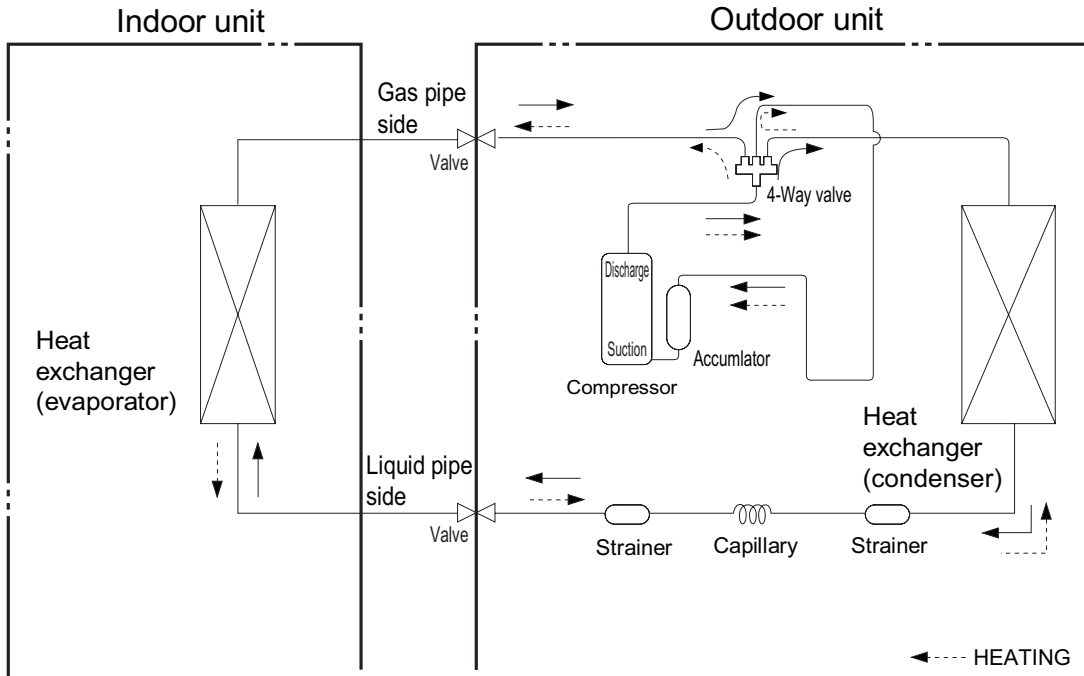 Indoor unit
Outdoor unit
Gas pipe
side
Valve
4-Way valve
Discharge
Suction
Accumlator
Compressor
Heat
exchanger
(evaporator)
Heat
exchanger
(condenser)
Liquid pipe
side
Valve
Strainer
Capillary
Strainer
HEATING